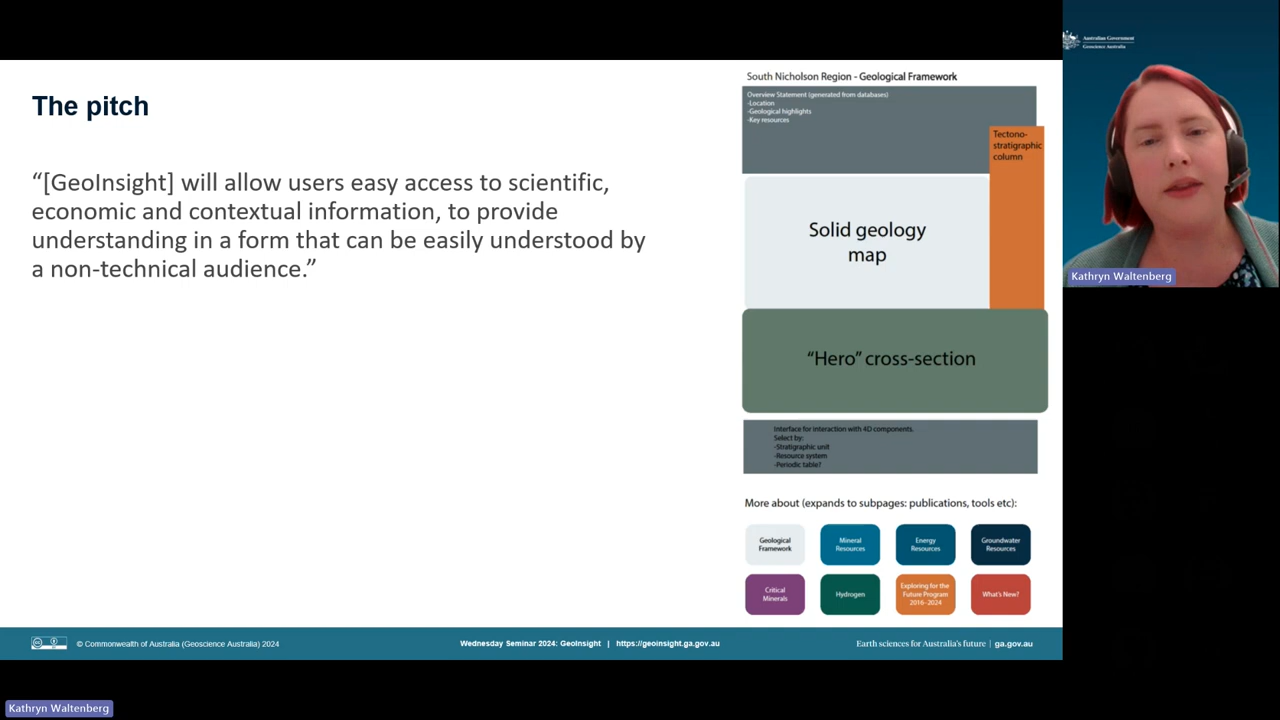 The pitch
“[GeoInsight] will allow users easy access to scientific,
economic and contextual information, to provide
understanding in a form that can be easily understood by
a non-technical audience.”
South Nicholson Region - Geological Framework
Overview Statement (generated from databases)
-Location
-Geological highlights
-Key resources
Tectono-
stratigraphic
column
Solid geology
map
“Hero” cross-section
Interface for interaction with 4D components.
Select by:
-Stratigraphic unit
-Resource system
-Periodic table?
More about (expands to subpages: publications, tools etc):
Geological
Framework
Mineral
Resources
Energy
Resources
Groundwater
Resources
Critical
Minerals
Hydrogen
Exploring for the
Future Program
2016–2024
What's New?
© Commonwealth of Australia (Geoscience Australia) 2024
Wednesday Seminar 2024: GeoInsight | https://geoinsight.ga.gov.au
Earth sciences for Australia's future | ga.gov.au
Australian Government
Geoscience Australia
Kathryn Waltenberg
Kathryn Waltenberg